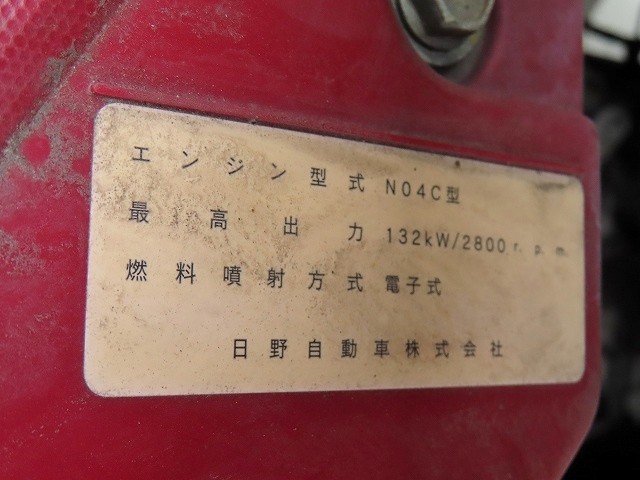 エンジン型式 N04C型
最高出力 132kW/2800r.p.m.
燃料噴射方式 電子式
日野自動車株式会社